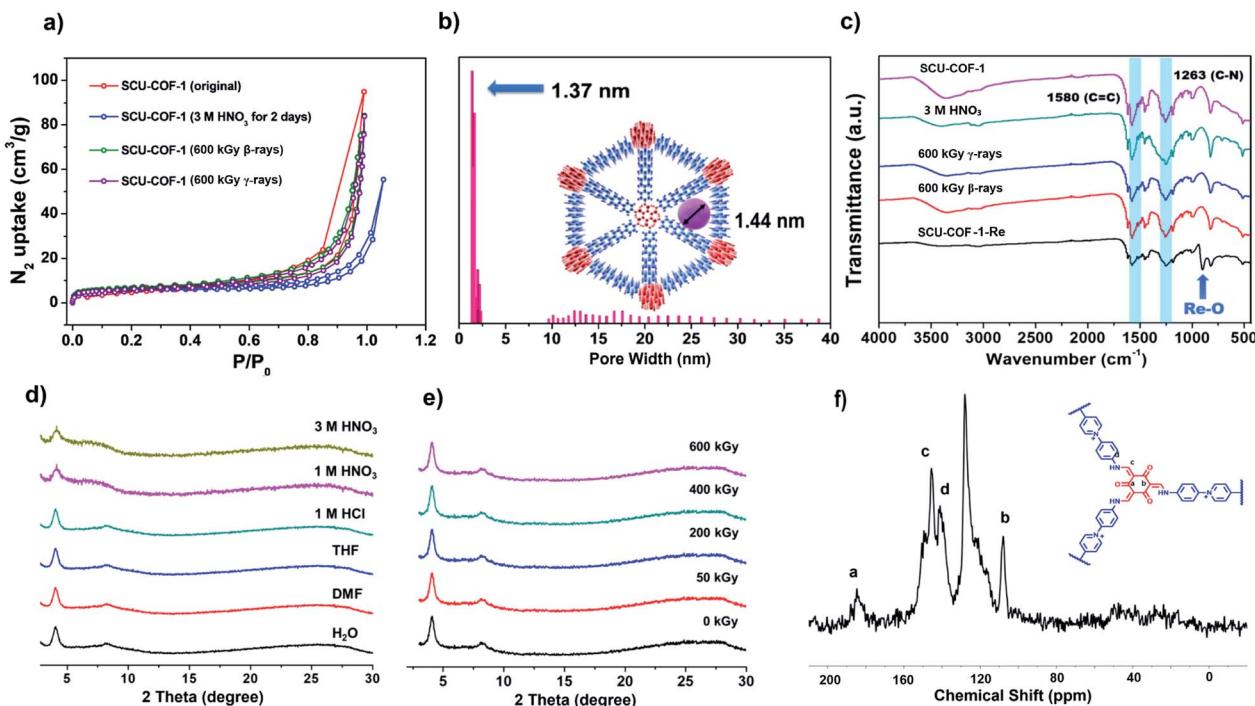 a)
N₂ uptake (cm³/g)
100
80
60
40
20
0
SCU-COF-1 (original)
SCU-COF-1 (3 M HNO₃ for 2 days)
SCU-COF-1 (600 kGy β-rays)
SCU-COF-1 (600 kGy γ-rays)
0.0 0.2 0.4 0.6 0.8 1.0 1.2
P/P₀
b)
1.37 nm
1.44 nm
0 5 10 15 20 25 30 35 40
Pore Width (nm)
c)
Transmittance (a.u.)
SCU-COF-1
1263 (C-N)
1580 (C=C)
3 M HNO₃
600 kGy γ-rays
600 kGy β-rays
SCU-COF-1-Re
Re-O
4000 3500 3000 2500 2000 1500 1000 500
Wavenumber (cm⁻¹)
d)
3 M HNO₃
1 M HNO₃
1 M HCl
THF
DMF
H₂O
5 10 15 20 25 30
2 Theta (degree)
e)
600 kGy
400 kGy
200 kGy
50 kGy
0 kGy
5 10 15 20 25 30
2 Theta (degree)
f)
a
c
d
b
N
+
d
c
HN
NH
O
a
b
O
O
HN
N
+
NH
N
+
200 160 120 80 40 0
Chemical Shift (ppm)